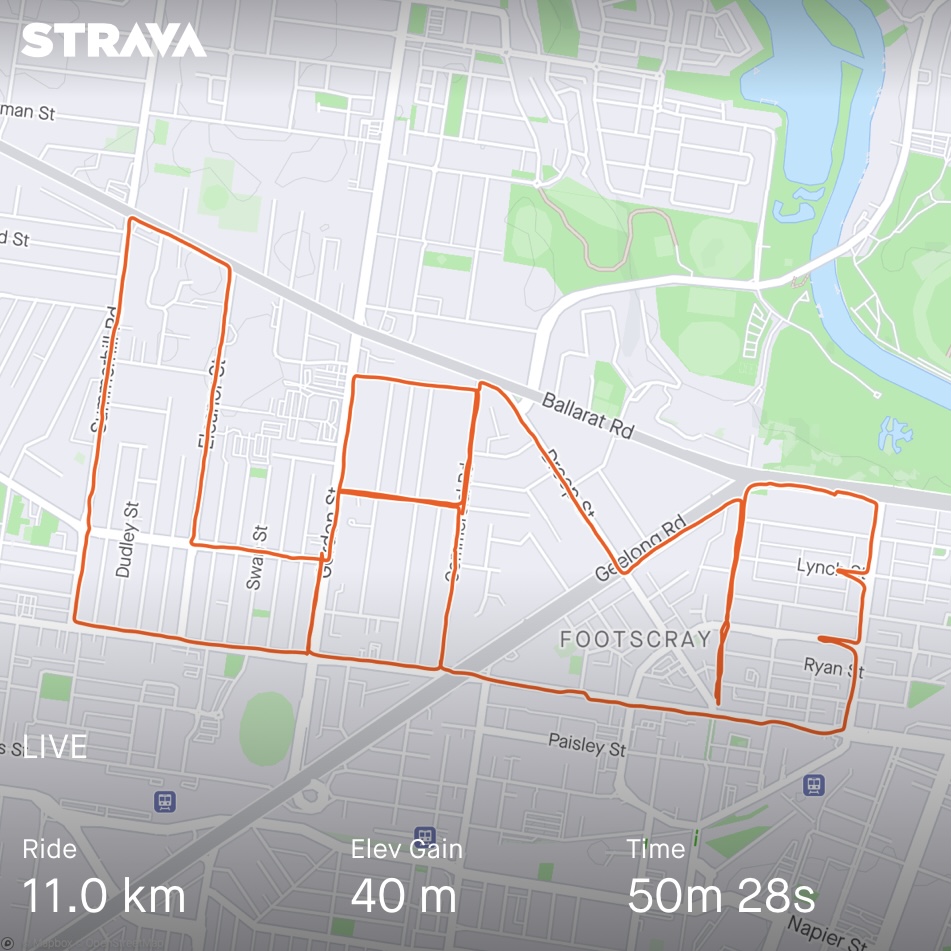 STRAVA
man St
d St
Summerhill Rd
Eleanor St
Ballarat Rd
Droop St
Gordon St
Commercial Rd
Dudley St
Swan St
Geelong Rd
Lynch St
FOOTSCRAY
Ryan St
Paisley St
s St
LIVE
Ride
Elev Gain
Time
11.0 km
40 m
50m 28s
Napier St